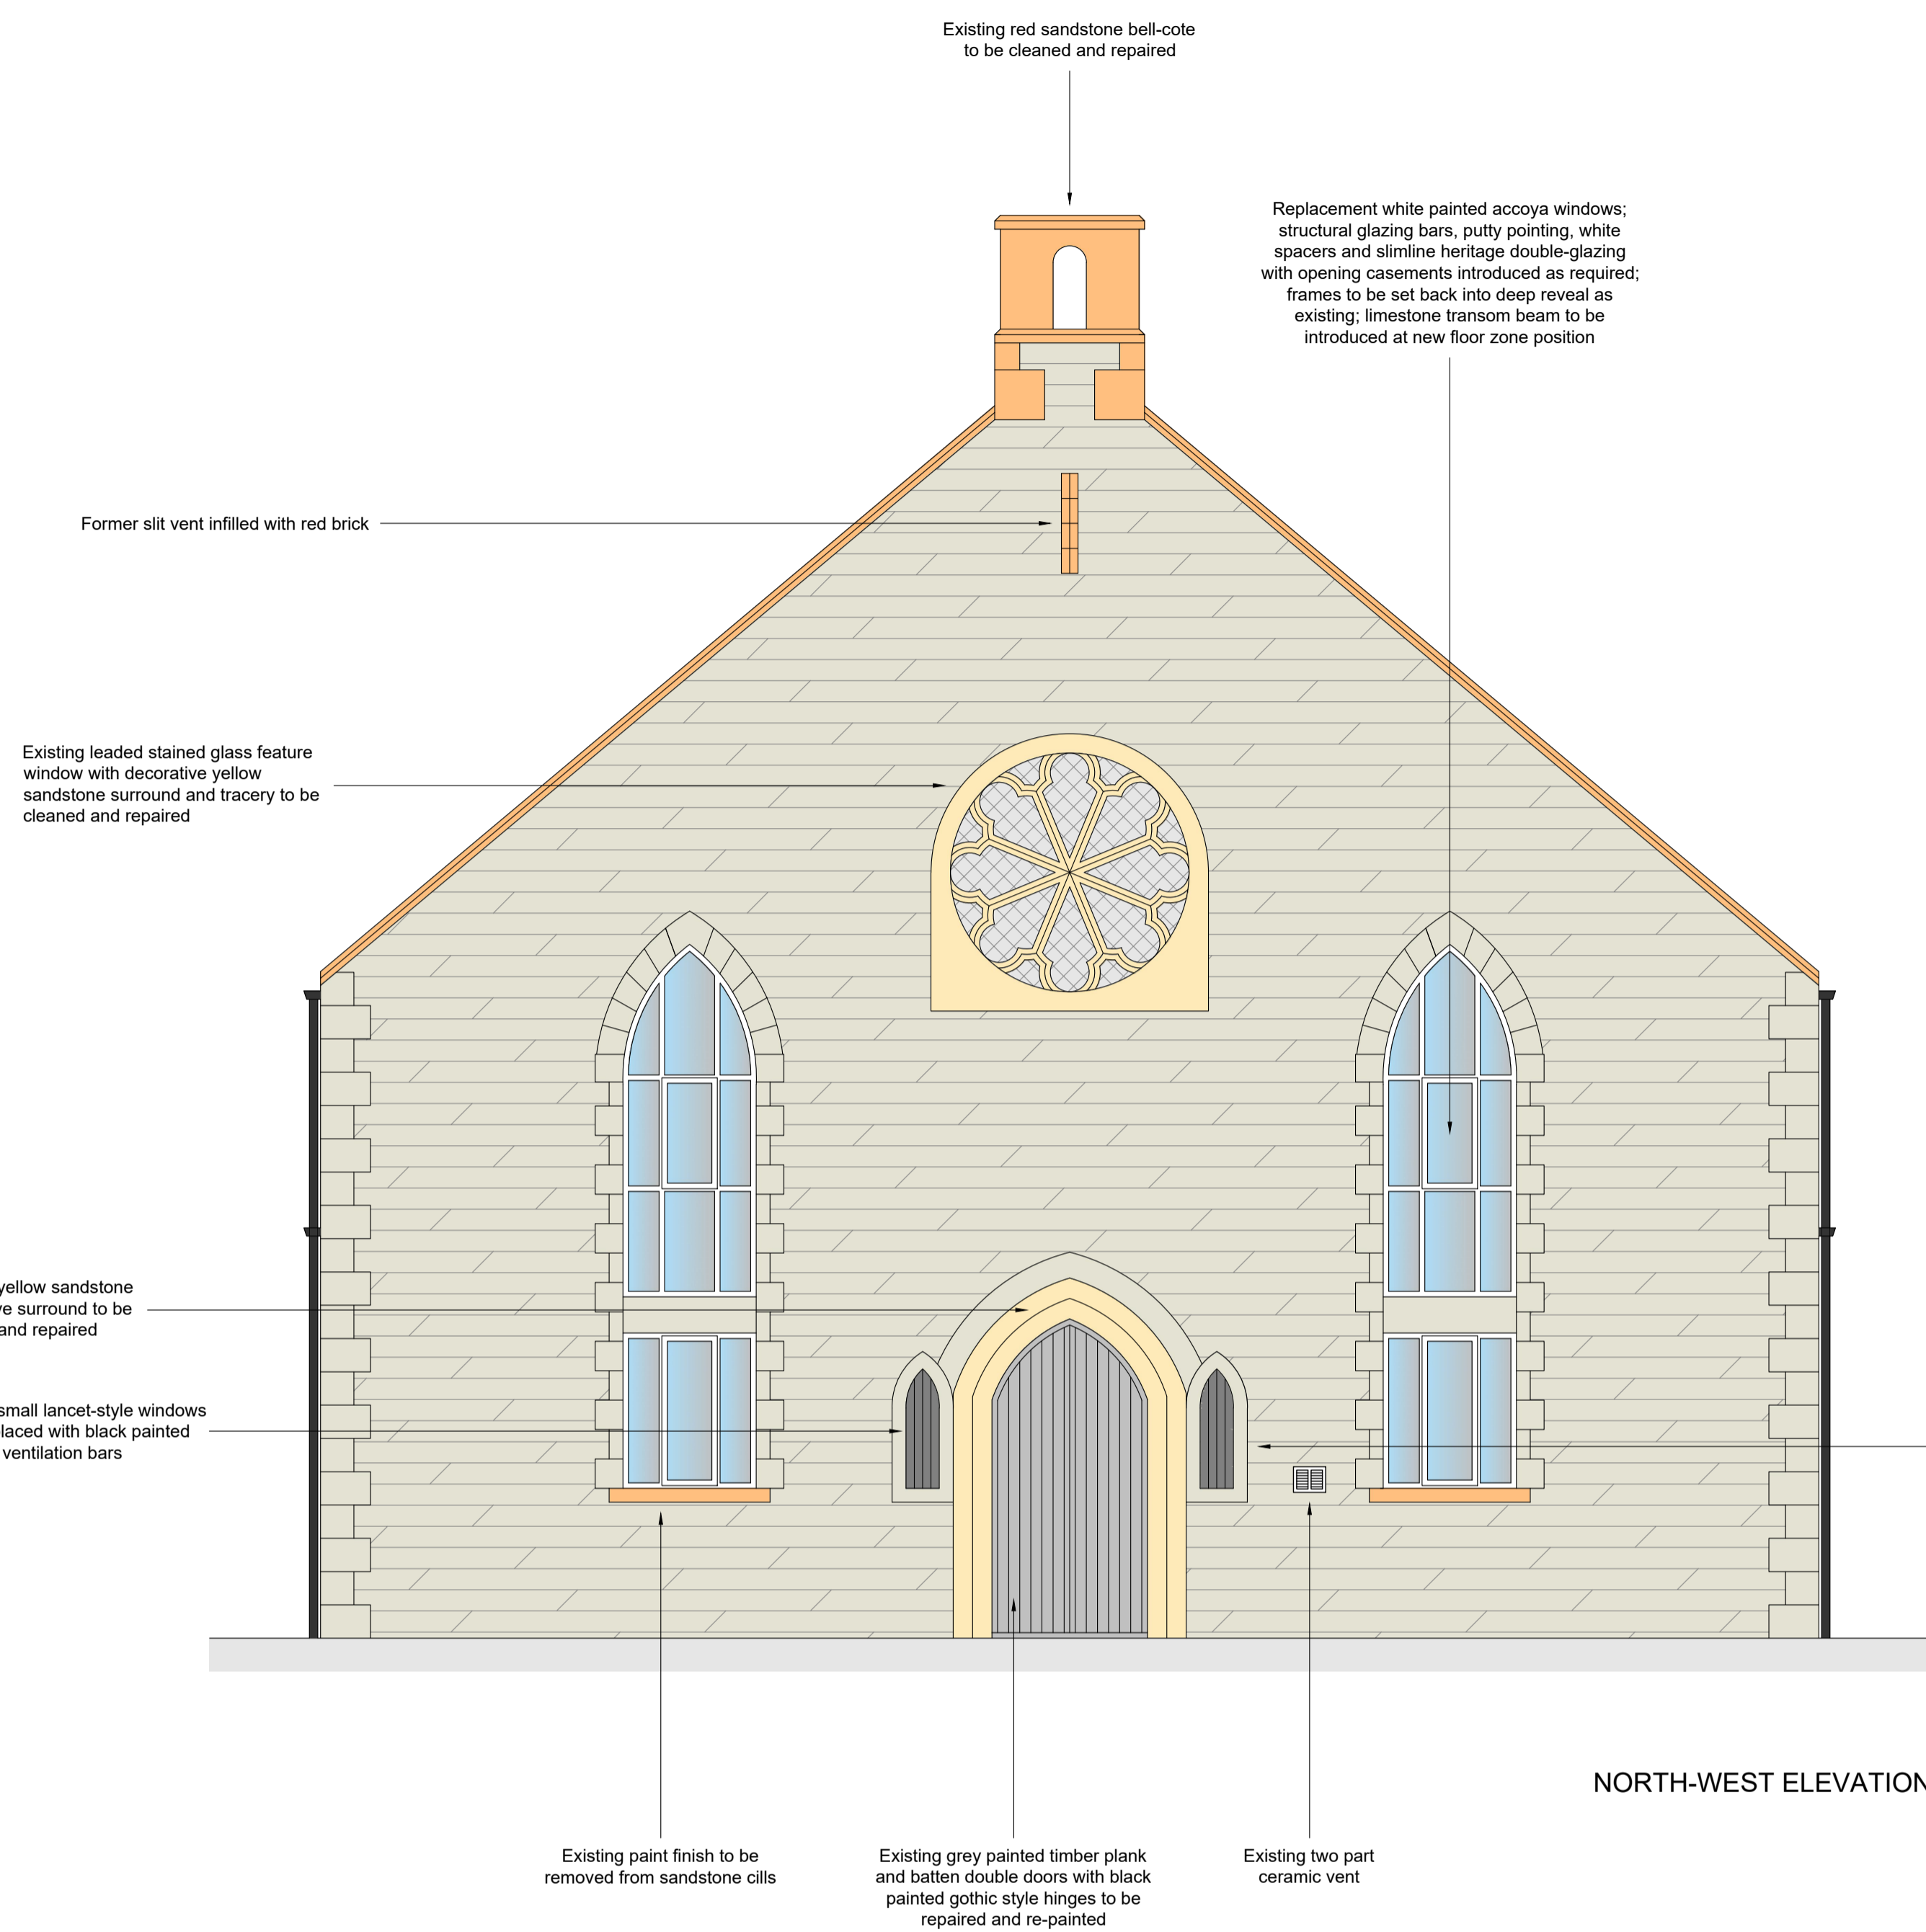 Existing red sandstone bell-cote
to be cleaned and repaired
Replacement white painted accoya windows;
structural glazing bars, putty pointing, white
spacers and slimline heritage double-glazing
with opening casements introduced as required;
frames to be set back into deep reveal as
existing; limestone transom beam to be
introduced at new floor zone position
Former slit vent infilled with red brick
Existing leaded stained glass feature
window with decorative yellow
sandstone surround and tracery to be
cleaned and repaired
yellow sandstone
surround to be
and repaired
small lancet-style windows
with black painted
ventilation bars
NORTH-WEST ELEVATION
Existing paint finish to be
removed from sandstone cills
Existing grey painted timber plank
and batten double doors with black
painted gothic style hinges to be
repaired and re-painted
Existing two part
ceramic vent